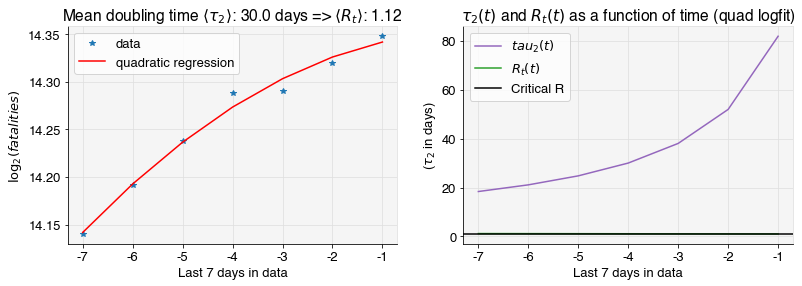 Mean doubling time ⟨τ₂⟩: 30.0 days => ⟨Rₜ⟩: 1.12
data
quadratic regression
log₂(fatalities)
14.35
14.30
14.25
14.20
14.15
-7 -6 -5 -4 -3 -2 -1
Last 7 days in data
τ₂(t) and Rₜ(t) as a function of time (quad logfit)
tau₂(t)
Rₜ(t)
Critical R
(τ₂ in days)
80
60
40
20
0
-7 -6 -5 -4 -3 -2 -1
Last 7 days in data